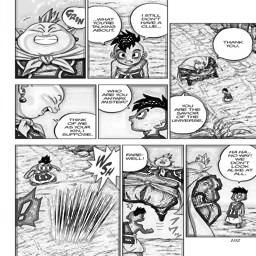 GRIN
WHAT
YOU'RE
TALKING
ABOUT.
I STILL
DON'T
HAVE
A CLUE...
THANK
YOU.
YOU ARE
THE SAVIOR
OF THE
UNIVERSE.
WHO
ARE YOU
ANYWAY,
MISTER?
THINK
OF ME
AS YOUR
KIN, I
SUPPOSE.
WSH
FARE-
WELL!
HA HA...
NO WAY!
WE DON'T
LOOK
ALIKE AT
ALL.